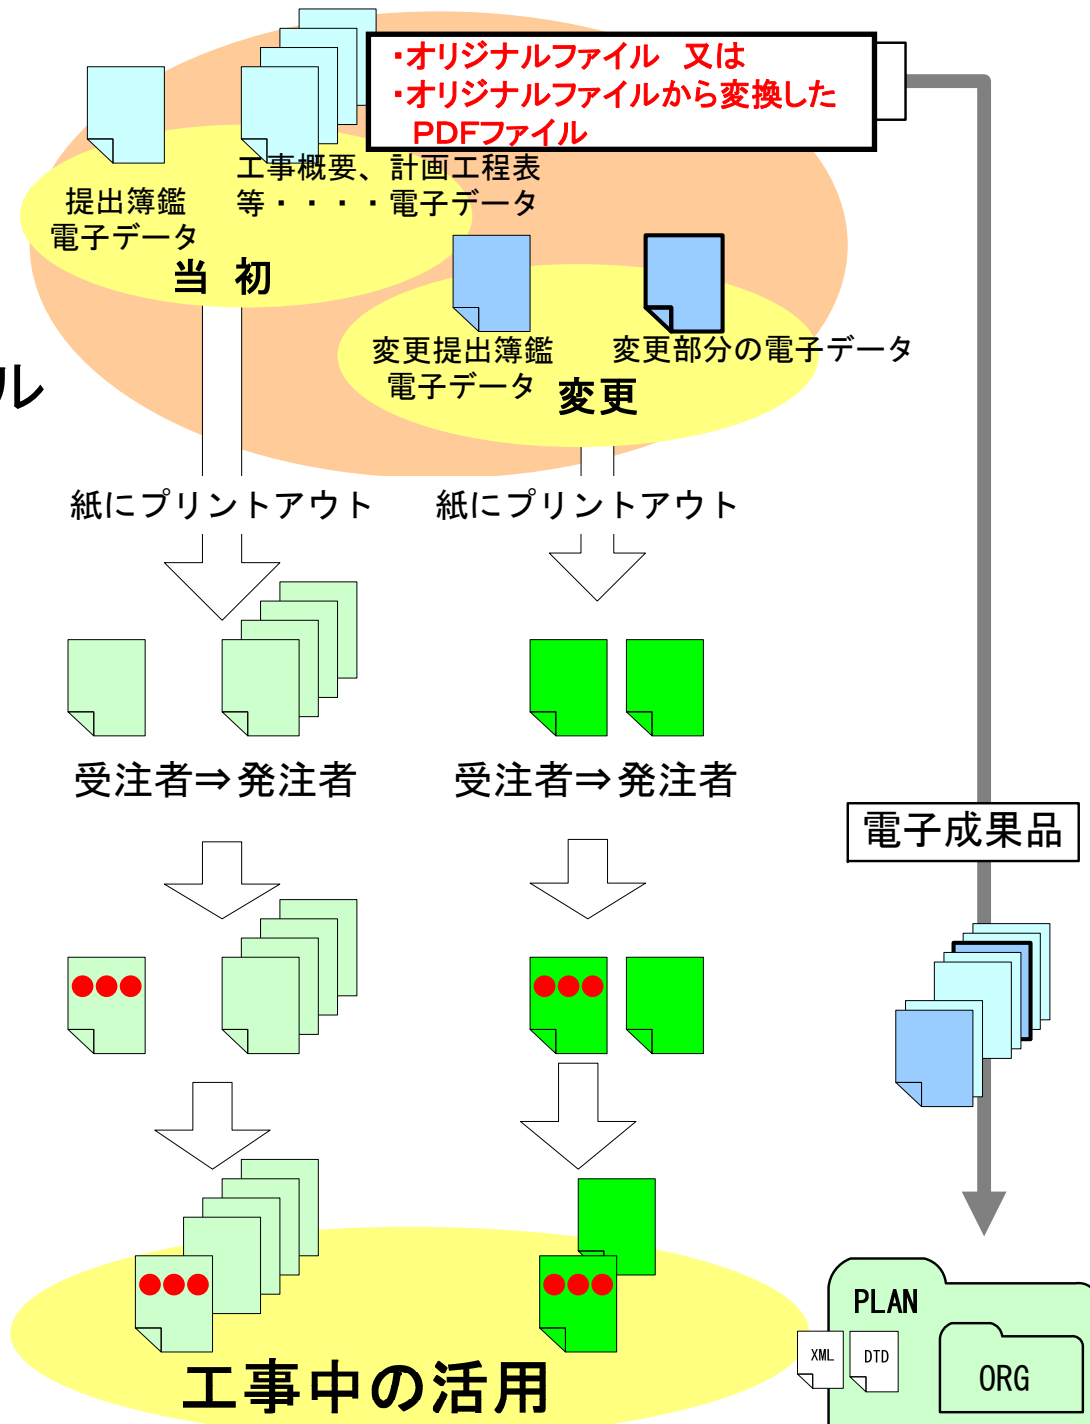 ・オリジナルファイル　又は
・オリジナルファイルから変換した
PDFファイル
工事概要、計画工程表
等・・・・電子データ
提出簿鑑
電子データ
当 初
変更提出簿鑑
電子データ
変更部分の電子データ
変更
ル
紙にプリントアウト
紙にプリントアウト
受注者⇒発注者
受注者⇒発注者
電子成果品
工事中の活用
PLAN
XML
DTD
ORG